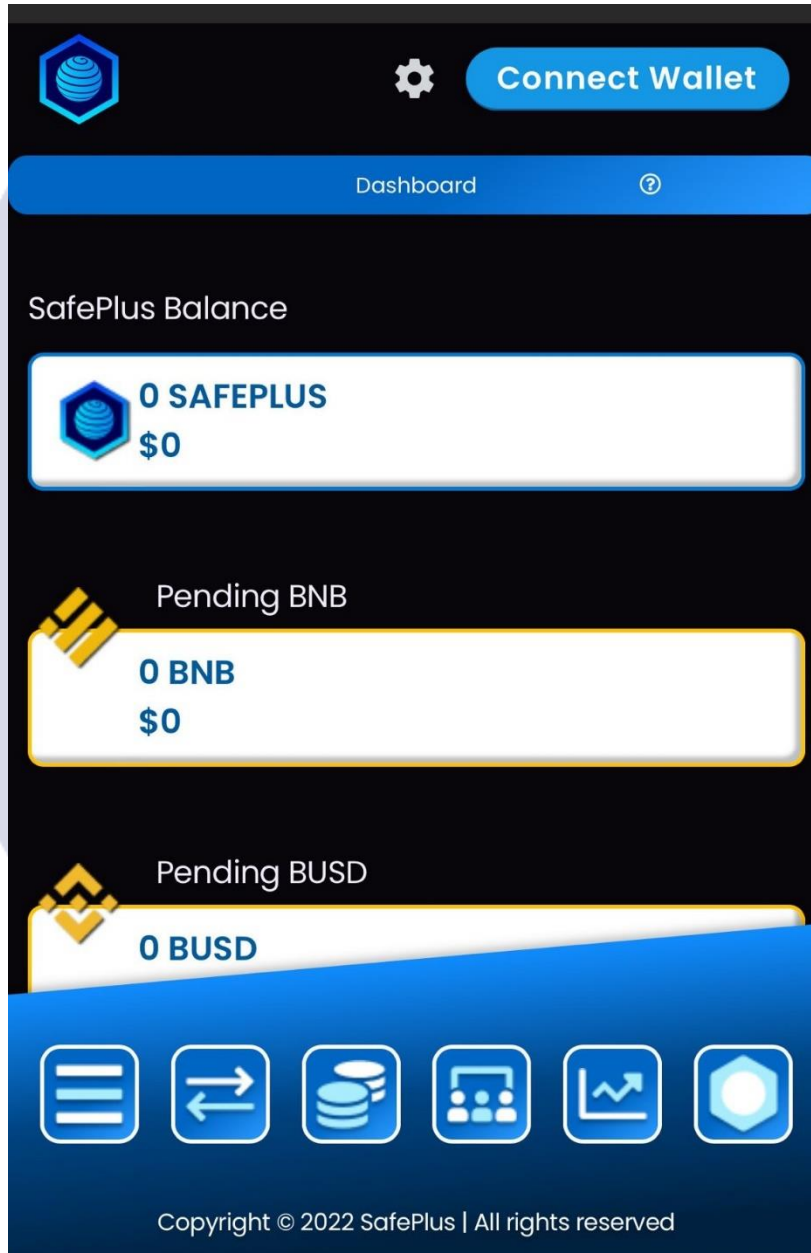 Connect Wallet
Dashboard
SafePlus Balance
0 SAFEPLUS
$0
Pending BNB
0 BNB
$0
Pending BUSD
0 BUSD
Copyright © 2022 SafePlus | All rights reserved